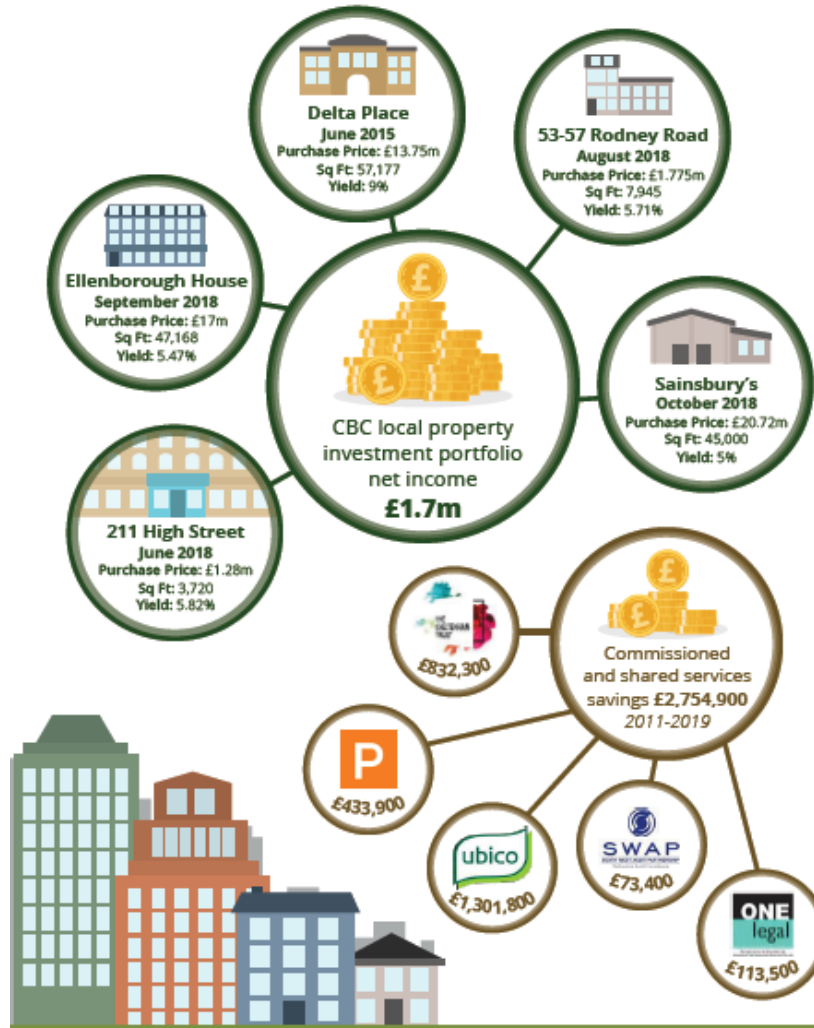 Delta Place
June 2015
Purchase Price: £13.75m
Sq Ft: 57,177
Yield: 9%
53-57 Rodney Road
August 2018
Purchase Price: £1.775m
Sq Ft: 7,945
Yield: 5.71%
Ellenborough House
September 2018
Purchase Price: £17m
Sq Ft: 47,168
Yield: 5.47%
£
£
CBC local property
investment portfolio
net income
£1.7m
Sainsbury's
October 2018
Purchase Price: £20.72m
Sq Ft: 45,000
Yield: 5%
211 High Street
June 2018
Purchase Price: £1.28m
Sq Ft: 3,720
Yield: 5.82%
£
£
Commissioned
and shared services
savings £2,754,900
2011-2019
THE
CHELTENHAM
TRUST
£832,300
P
£433,900
ubico
£1,301,800
SWAP
£73,400
ONE
legal
£113,500